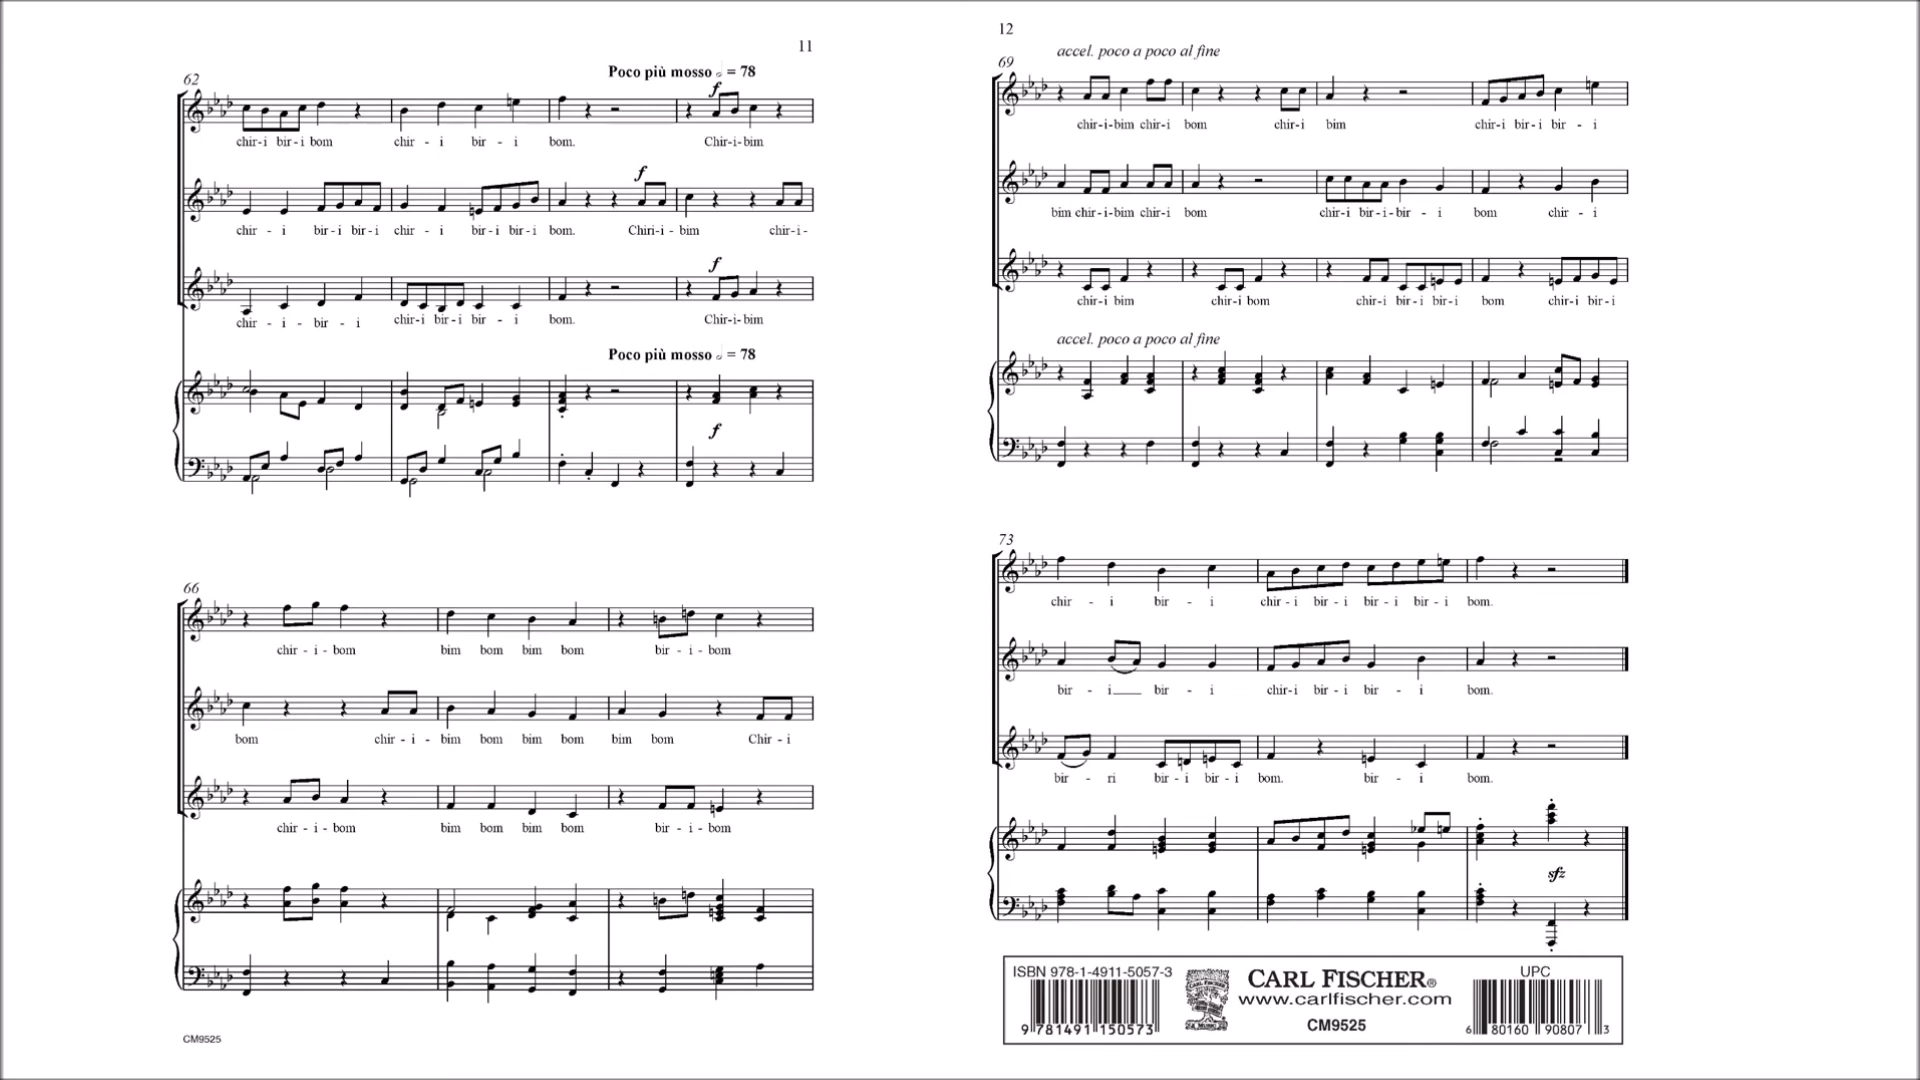 11
62
Poco più mosso 𝅗𝅥 = 78
f
chir-i bir-i bom chir - i bir - i bom. Chir-i-bim
f
chir - i bir-i bir-i chir - i bir-i bir-i bom. Chiri-i - bim chir-i-
f
chir - i - bir - i chir-i bir-i bir - i bom. Chir-i-bim
Poco più mosso 𝅗𝅥 = 78
f
66
chir - i - bom bim bom bim bom bir - i - bom
bom chir - i - bim bom bim bom bim bom Chir - i
chir - i - bom bim bom bim bom bir - i - bom
CM9525
12
accel. poco a poco al fine
69
chir-i-bim chir-i bom chir-i bim chir-i bir-i bir - i
bim chir-i-bim chir-i bom chir-i bir-i-bir - i bom chir - i
chir-i bim chir-i bom chir-i bir-i bir-i bom chir-i bir-i
accel. poco a poco al fine
73
chir - i bir - i chir - i bir - i bir - i bir - i bom.
bir - i bir - i chir-i bir - i bir - i bom.
bir - ri bir - i bir - i bom. bir - i bom.
sfz
ISBN 978-1-4911-5057-3
9 781491 150573
CARL FISCHER®
www.carlfischer.com
CM9525
UPC
6 80160 90807 3